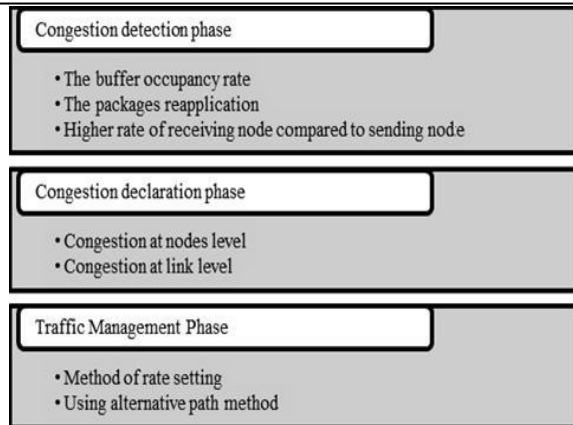 Congestion detection phase
• The buffer occupancy rate
• The packages reapplication
• Higher rate of receiving node compared to sending node
Congestion declaration phase
• Congestion at nodes level
• Congestion at link level
Traffic Management Phase
• Method of rate setting
• Using alternative path method